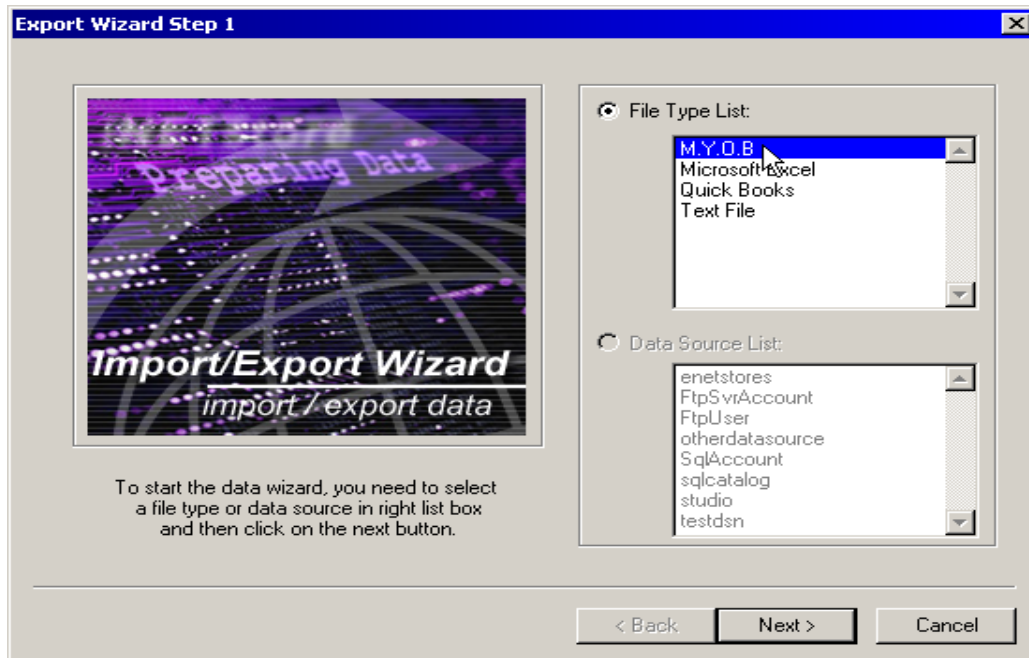 Export Wizard Step 1
Preparing Data
Import/Export Wizard
import / export data
To start the data wizard, you need to select
a file type or data source in right list box
and then click on the next button.
File Type List:
M.Y.O.B
Microsoft Excel
Quick Books
Text File
Data Source List:
enetstores
FtpSvrAccount
FtpUser
otherdatasource
SqlAccount
sqlcatalog
studio
testdsn
< Back
Next >
Cancel